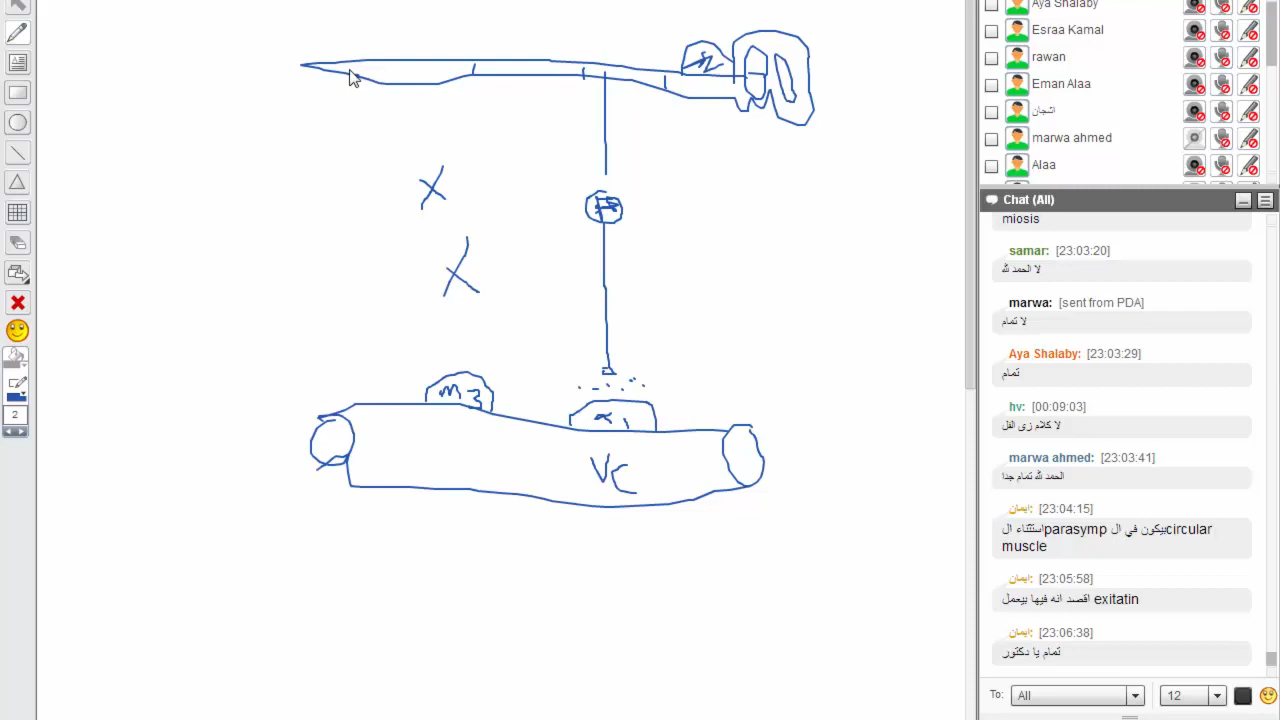 M3
α1
VC
2
Aya Shalaby
Esraa Kamal
rawan
Eman Alaa
اشجان
marwa ahmed
Alaa
Chat (All)
miosis
samar: [23:03:20]
لا الحمد لله
marwa: [sent from PDA]
لا تمام
Aya Shalaby: [23:03:29]
تمام
hv: [00:09:03]
لا كلام زى الفل
marwa ahmed: [23:03:41]
الحمد لله تمام جدا
ايمان: [23:04:15]
استثناء ال parasymp بيكون في ال circular
muscle
ايمان: [23:05:58]
اقصد انه فيها بيعمل exitatin
ايمان: [23:06:38]
تمام يا دكتور
To: All 12